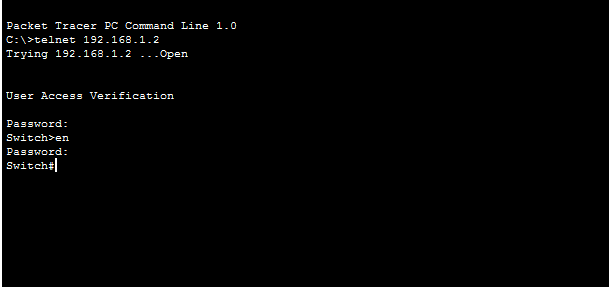 Packet Tracer PC Command Line 1.0
C:\>telnet 192.168.1.2
Trying 192.168.1.2 ...Open
User Access Verification
Password:
Switch>en
Password:
Switch#